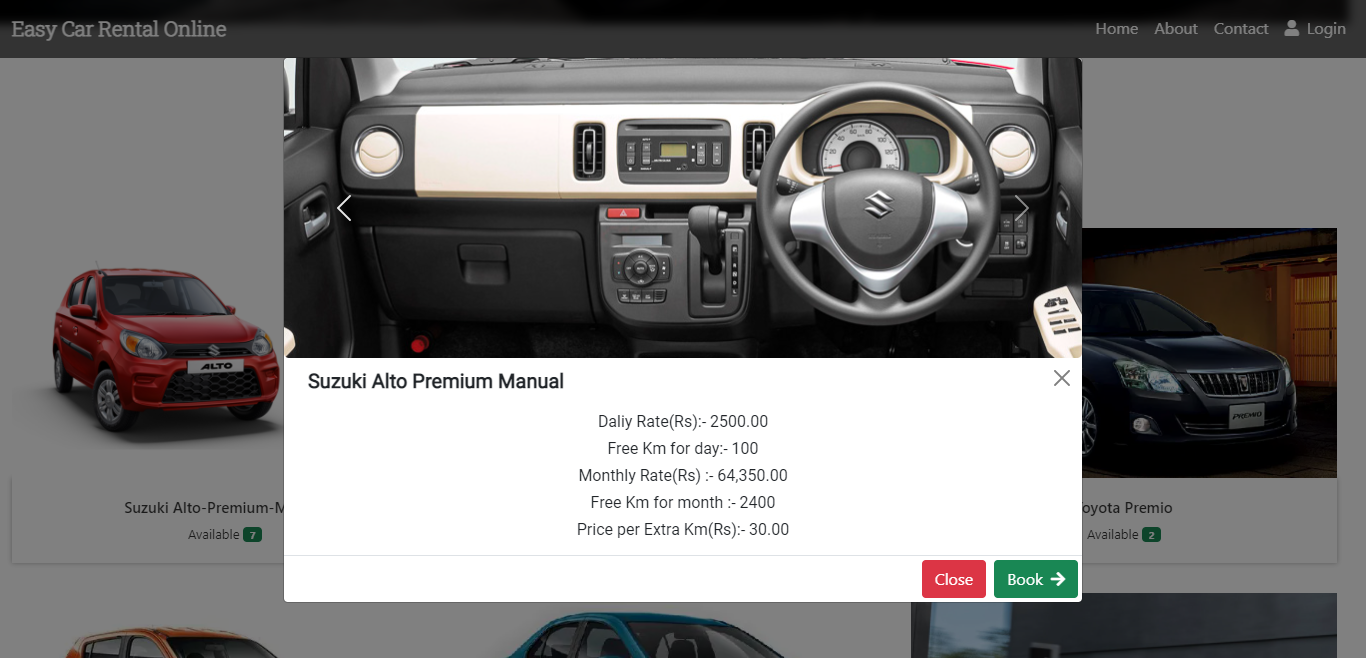 Easy Car Rental Online
Home About Contact Login
ALTO
PREMIO
Suzuki Alto Premium Manual
Daliy Rate(Rs):- 2500.00
Free Km for day:- 100
Monthly Rate(Rs) :- 64,350.00
Free Km for month :- 2400
Price per Extra Km(Rs):- 30.00
Suzuki Alto-Premium-M
Available 7
oyota Premio
Available 2
Close Book